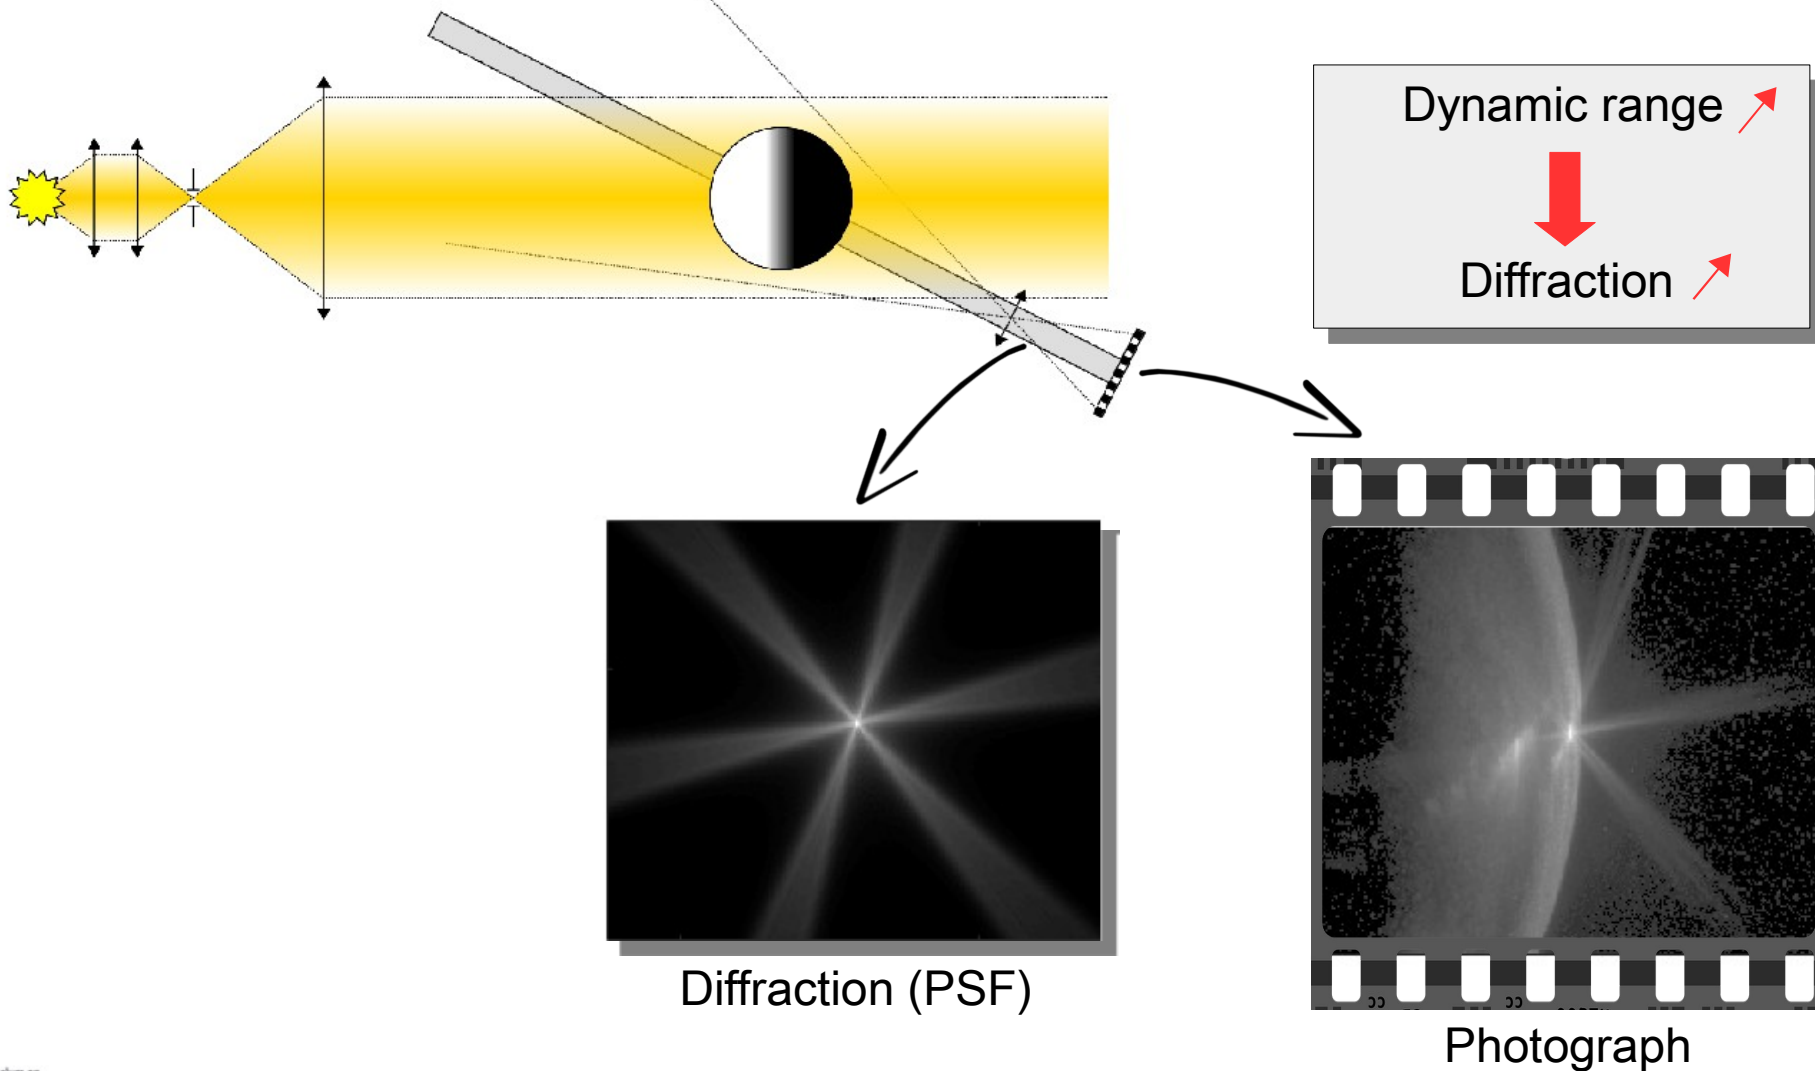 Dynamic range
Diffraction
Diffraction (PSF)
Photograph